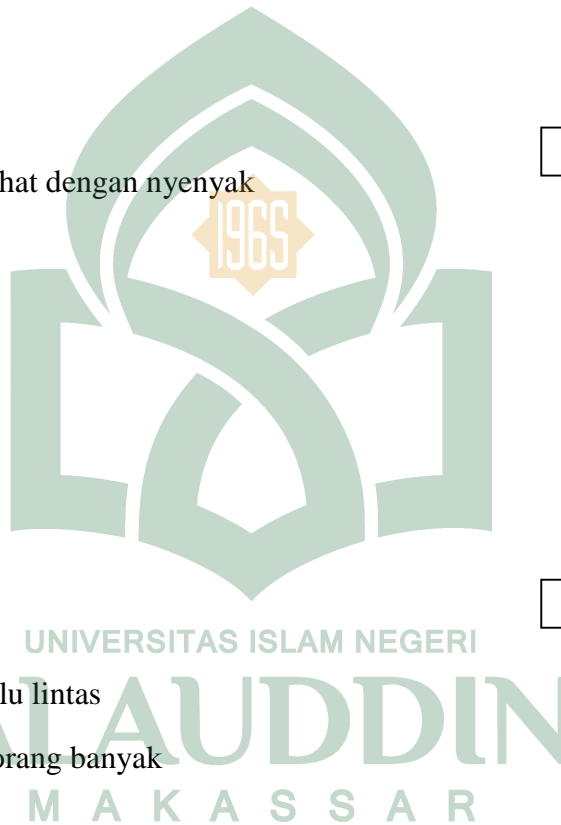 hat dengan nyenyak
1965
UNIVERSITAS ISLAM NEGERI
lu lintas
ALAUDDIN
orang banyak
MAKASSAR